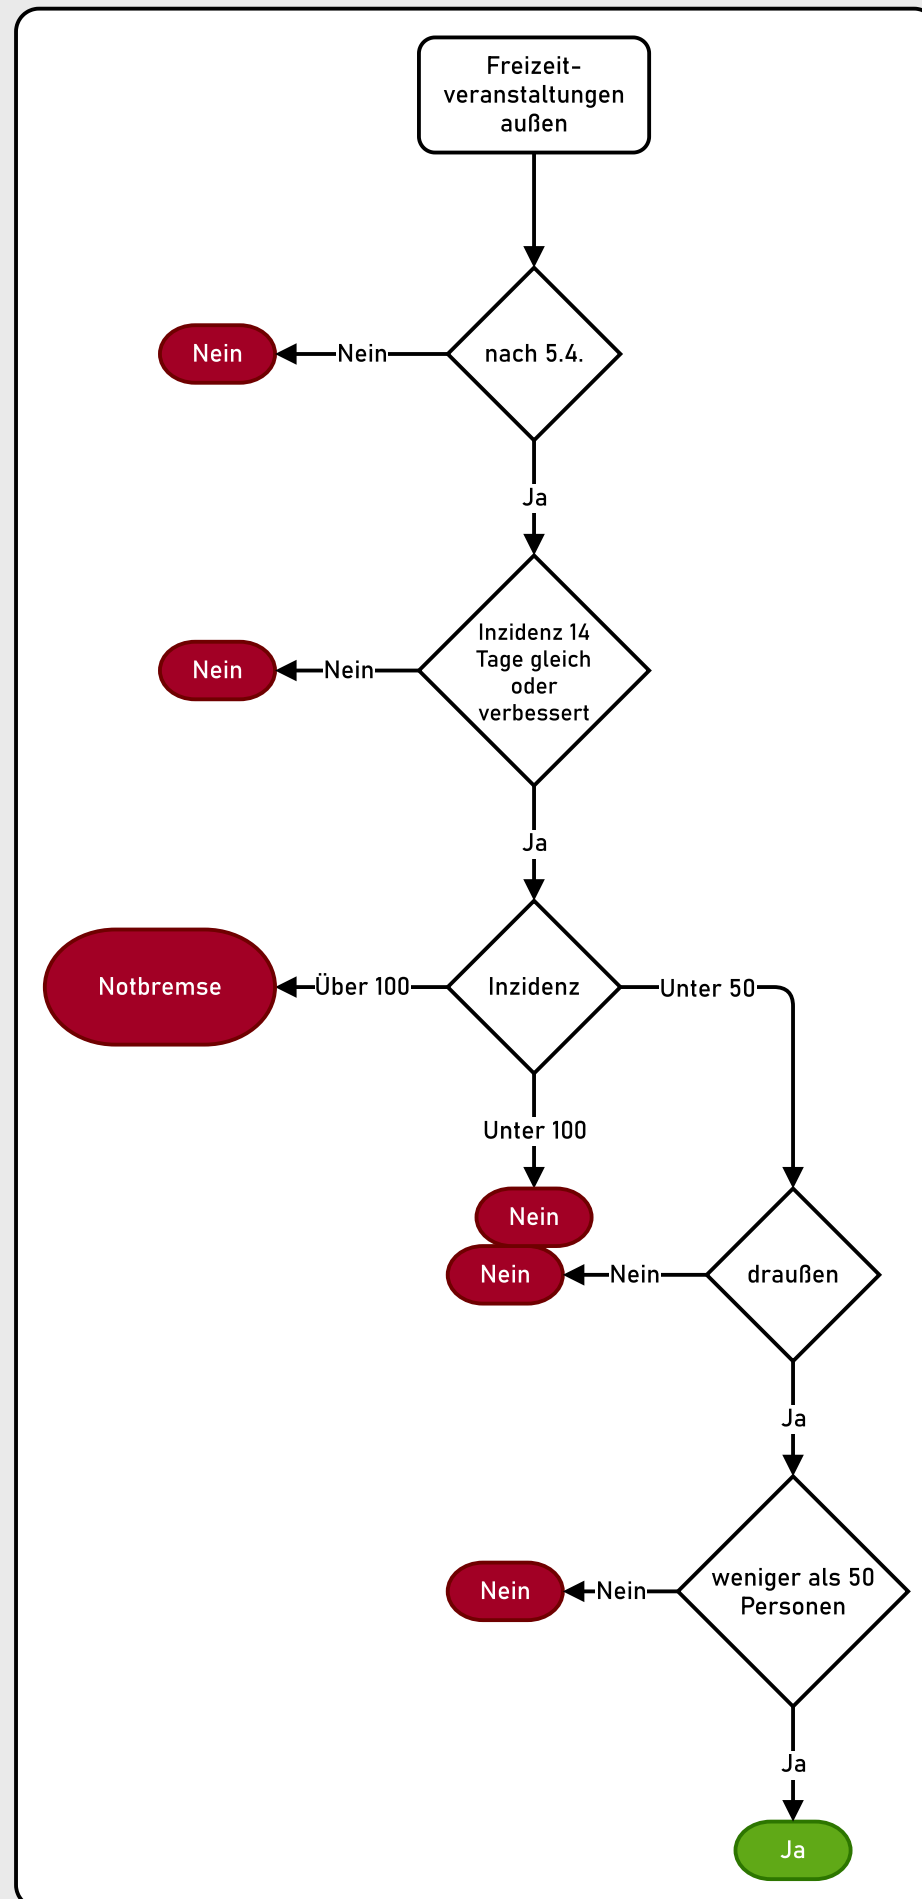 Freizeit-
veranstaltungen
außen
nach 5.4.
Nein
Nein
Ja
Inzidenz 14
Tage gleich
oder
verbessert
Nein
Nein
Ja
Inzidenz
Über 100
Notbremse
Unter 50
Unter 100
Nein
draußen
Nein
Nein
Ja
weniger als 50
Personen
Nein
Nein
Ja
Ja